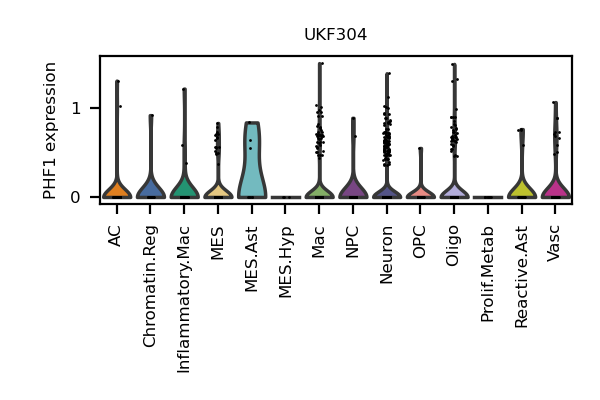 UKF304
PHF1 expression
1
0
AC
Chromatin.Reg
Inflammatory.Mac
MES
MES.Ast
MES.Hyp
Mac
NPC
Neuron
OPC
Oligo
Prolif.Metab
Reactive.Ast
Vasc